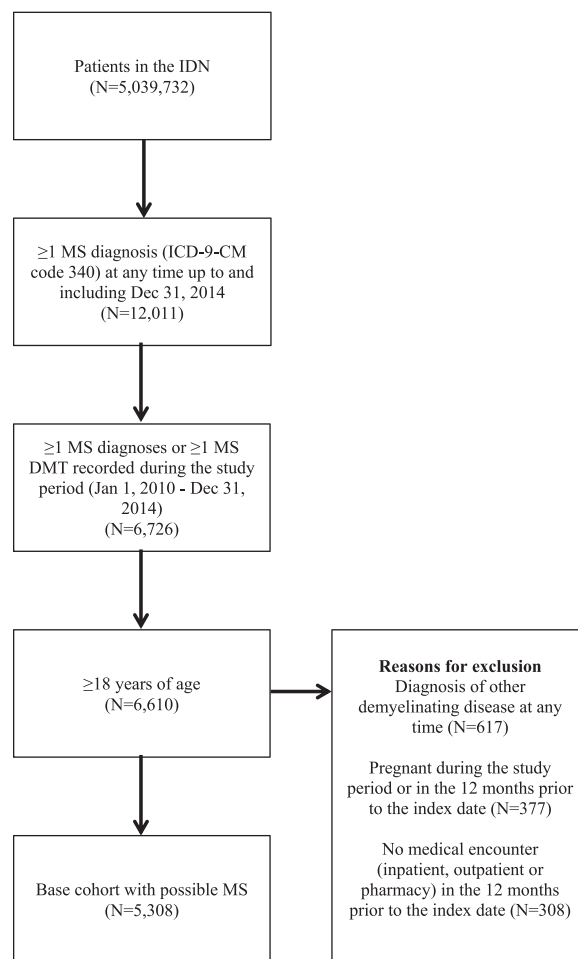 Patients in the IDN
(N=5,039,732)
≥1 MS diagnosis (ICD-9-CM
code 340) at any time up to and
including Dec 31, 2014
(N=12,011)
≥1 MS diagnoses or ≥1 MS
DMT recorded during the study
period (Jan 1, 2010 - Dec 31,
2014)
(N=6,726)
≥18 years of age
(N=6,610)
Reasons for exclusion
Diagnosis of other
demyelinating disease at any
time (N=617)
Pregnant during the study
period or in the 12 months prior
to the index date (N=377)
No medical encounter
(inpatient, outpatient or
pharmacy) in the 12 months
prior to the index date (N=308)
Base cohort with possible MS
(N=5,308)